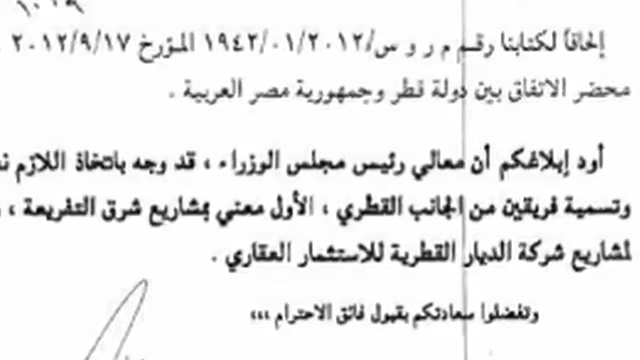 إلحاقاً لكتابنا رقم م ر و س/١٩٤٢/٠١/٢٠١٢ المؤرخ ٢٠١٢/٩/١٧
محضر الاتفاق بين دولة قطر وجمهورية مصر العربية .
أود إبلاغكم أن معالي رئيس مجلس الوزراء ، قد وجه باتخاذ اللازم
وتسمية فريقين من الجانب القطري ، الأول معني بمشاريع شرق التفريعة ،
لمشاريع شركة الديار القطرية للاستثمار العقاري .
وتفضلوا سعادتكم بقبول فائق الاحترام ،،،